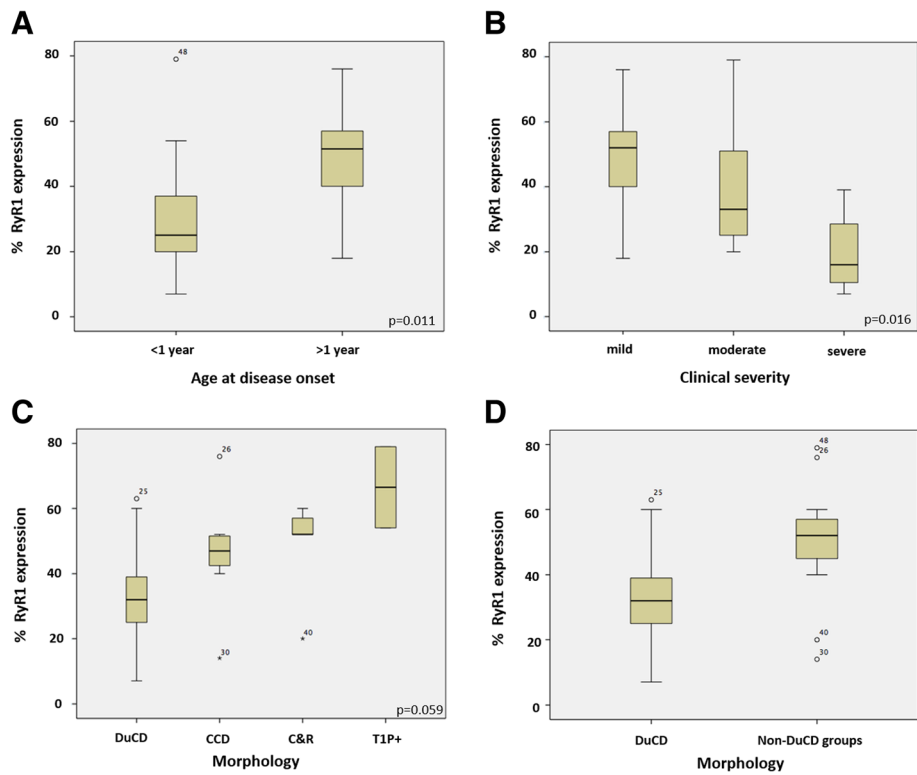 A
% RyR1 expression
80
60
40
20
0
48
p=0.011
<1 year
>1 year
Age at disease onset
B
% RyR1 expression
80
60
40
20
0
p=0.016
mild
moderate
severe
Clinical severity
C
% RyR1 expression
80
60
40
20
0
25
26
30
40
p=0.059
DuCD
CCD
C&R
T1P+
Morphology
D
% RyR1 expression
80
60
40
20
0
25
48
26
40
30
DuCD
Non-DuCD groups
Morphology